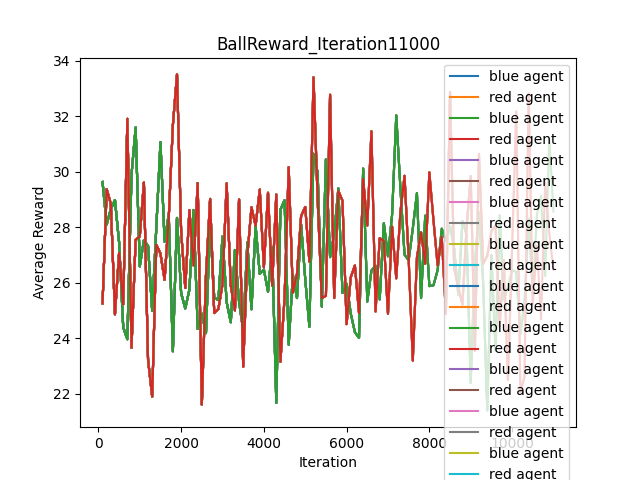 BallReward_Iteration11000
34
32
30
28
26
24
22
Average Reward
0
2000
4000
6000
8000
10000
Iteration
blue agent
red agent
blue agent
red agent
blue agent
red agent
blue agent
red agent
blue agent
red agent
blue agent
red agent
blue agent
red agent
blue agent
red agent
blue agent
red agent
blue agent
red agent